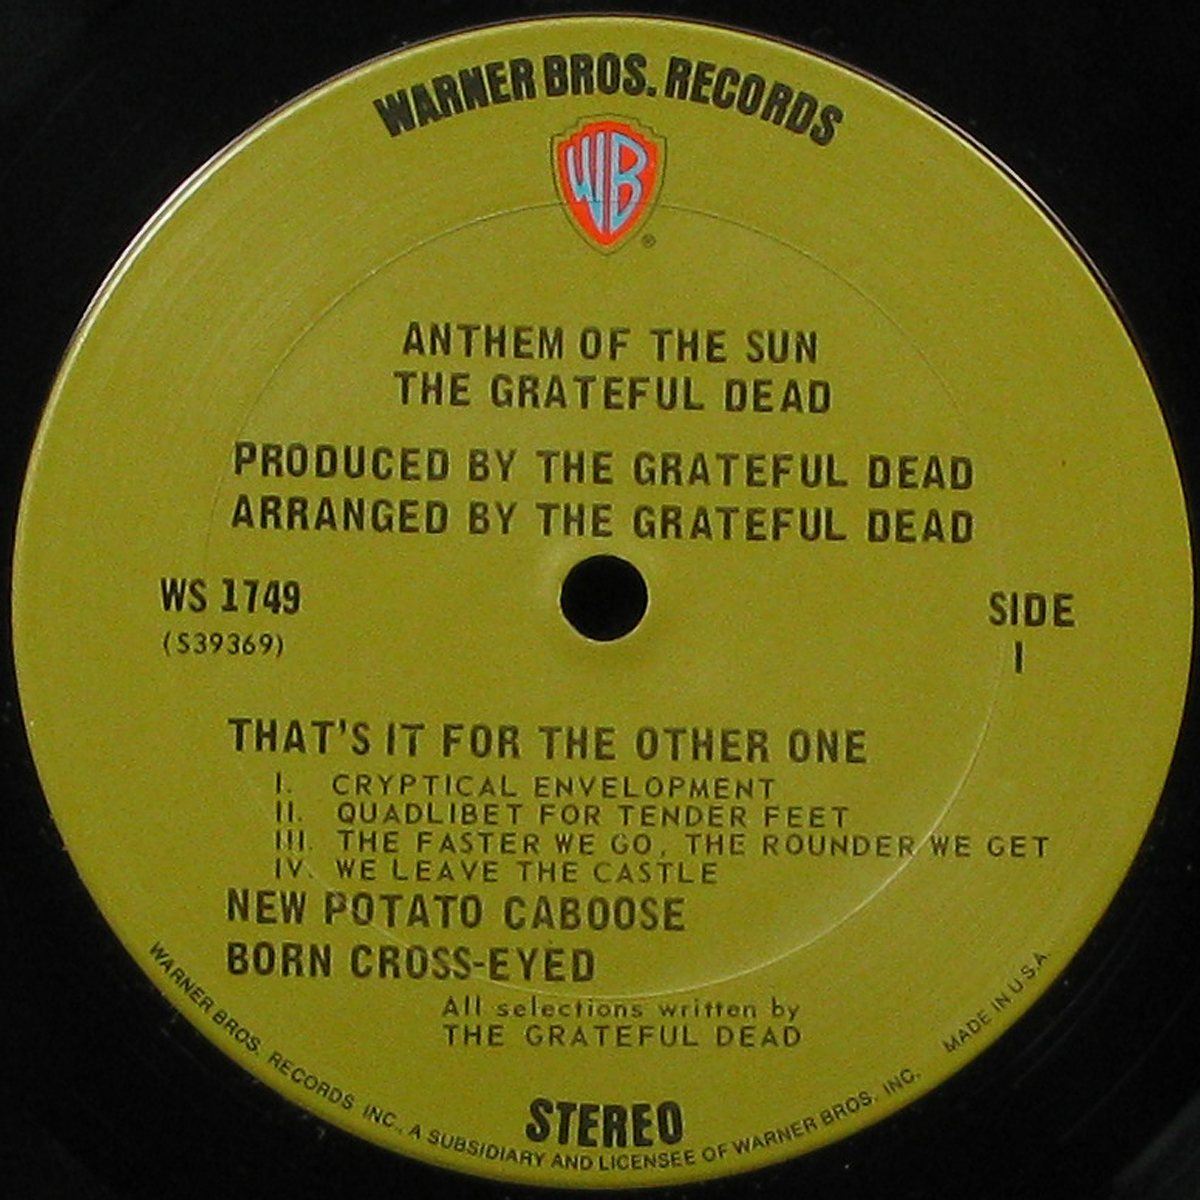 WARNER BROS. RECORDS
WB
®
ANTHEM OF THE SUN
THE GRATEFUL DEAD
PRODUCED BY THE GRATEFUL DEAD
ARRANGED BY THE GRATEFUL DEAD
WS 1749
(S39369)
SIDE
1
THAT'S IT FOR THE OTHER ONE
I. CRYPTICAL ENVELOPMENT
II. QUADLIBET FOR TENDER FEET
III. THE FASTER WE GO, THE ROUNDER WE GET
IV. WE LEAVE THE CASTLE
NEW POTATO CABOOSE
BORN CROSS-EYED
All selections written by
THE GRATEFUL DEAD
STEREO
WARNER BROS. RECORDS INC., A SUBSIDIARY AND LICENSEE OF WARNER BROS. INC. MADE IN U.S.A.